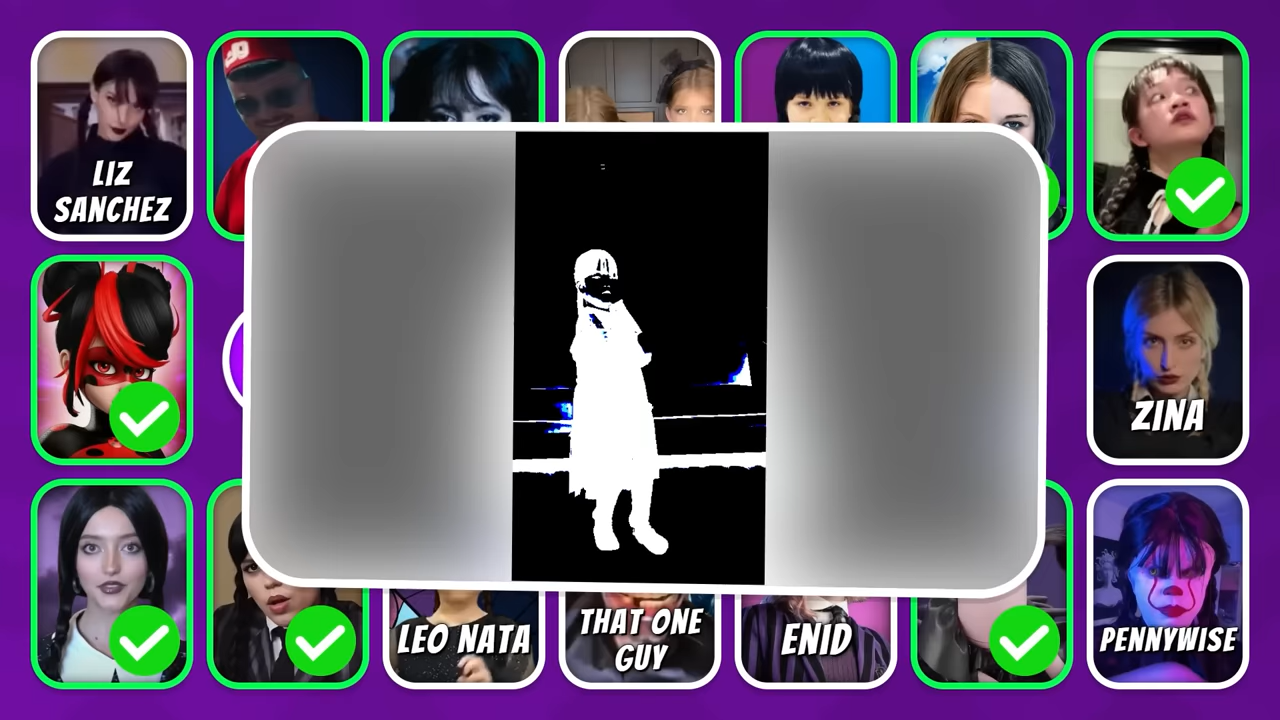 LIZ
SANCHEZ
ZINA
LEO NATA
THAT ONE
GUY
ENID
PENNYWISE